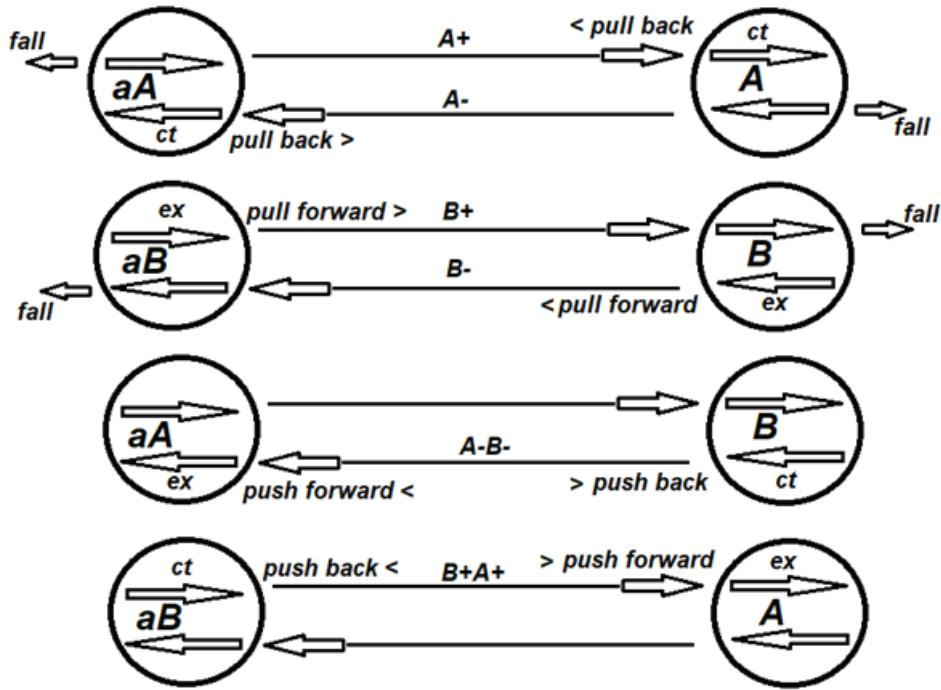 fall
aA
ct
A+
A-
< pull back
pull back >
ct
A
fall
ex
aB
fall
pull forward >
B+
B-
< pull forward
B
ex
fall
aA
ex
push forward <
A-B-
> push back
B
ct
ct
aB
push back <
B+A+
> push forward
ex
A